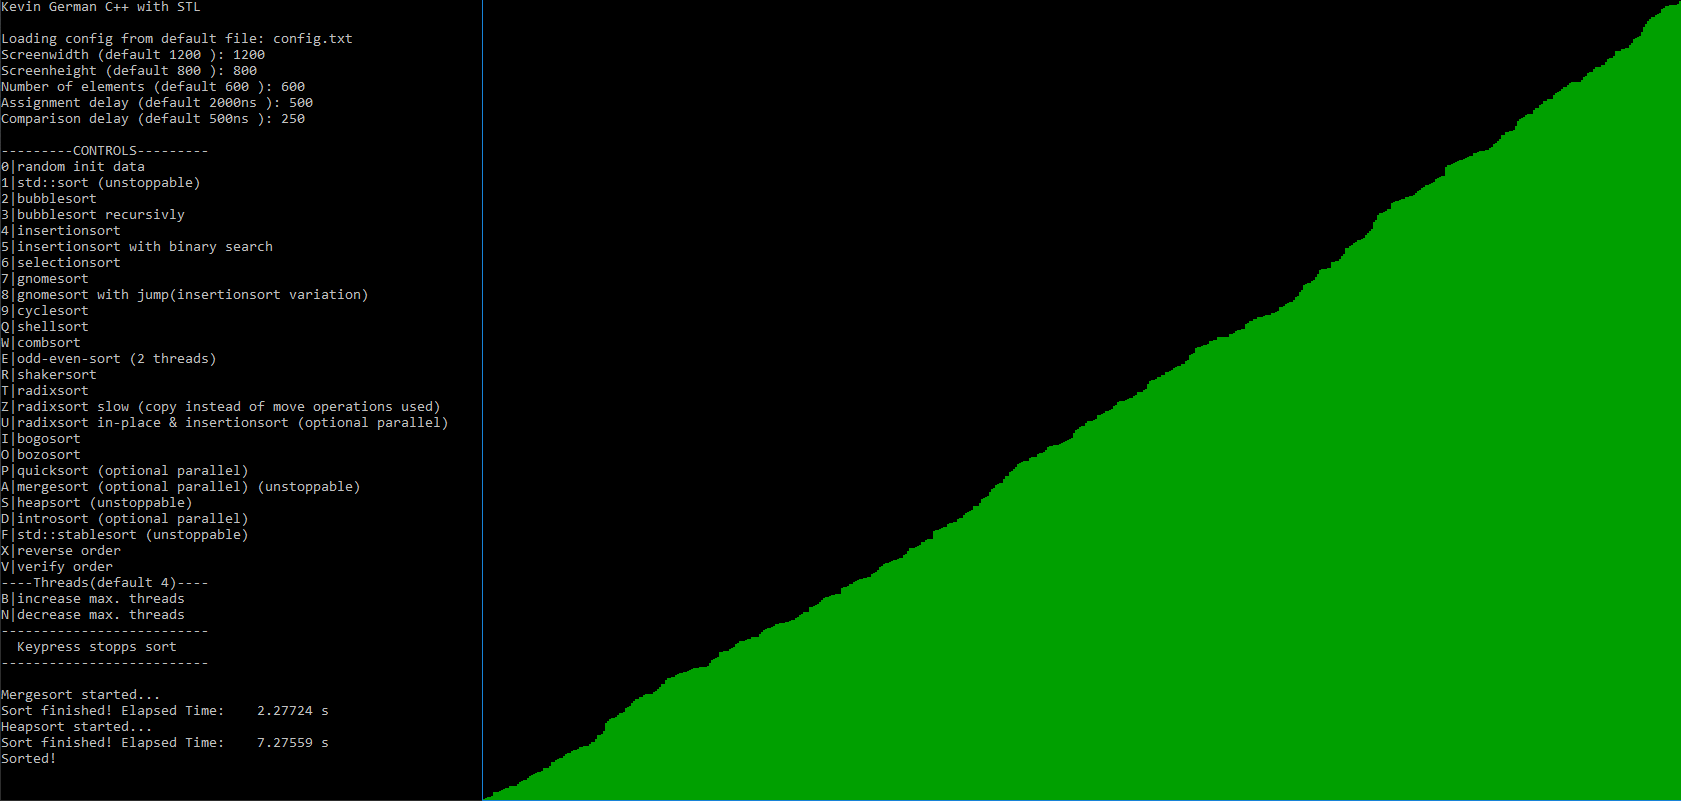 Kevin German C++ with STL
Loading config from default file: config.txt
Screenwidth (default 1200 ): 1200
Screenheight (default 800 ): 800
Number of elements (default 600 ): 600
Assignment delay (default 2000ns ): 500
Comparison delay (default 500ns ): 250
---------CONTROLS---------
0|random init data
1|std::sort (unstoppable)
2|bubblesort
3|bubblesort recursivly
4|insertionsort
5|insertionsort with binary search
6|selectionsort
7|gnomesort
8|gnomesort with jump(insertionsort variation)
9|cyclesort
Q|shellsort
W|combsort
E|odd-even-sort (2 threads)
R|shakersort
T|radixsort
Z|radixsort slow (copy instead of move operations used)
U|radixsort in-place & insertionsort (optional parallel)
I|bogosort
O|bozosort
P|quicksort (optional parallel)
A|mergesort (optional parallel) (unstoppable)
S|heapsort (unstoppable)
D|introsort (optional parallel)
F|std::stablesort (unstoppable)
X|reverse order
V|verify order
----Threads(default 4)----
B|increase max. threads
N|decrease max. threads
--------------------------
  Keypress stopps sort
--------------------------
Mergesort started...
Sort finished! Elapsed Time:    2.27724 s
Heapsort started...
Sort finished! Elapsed Time:    7.27559 s
Sorted!